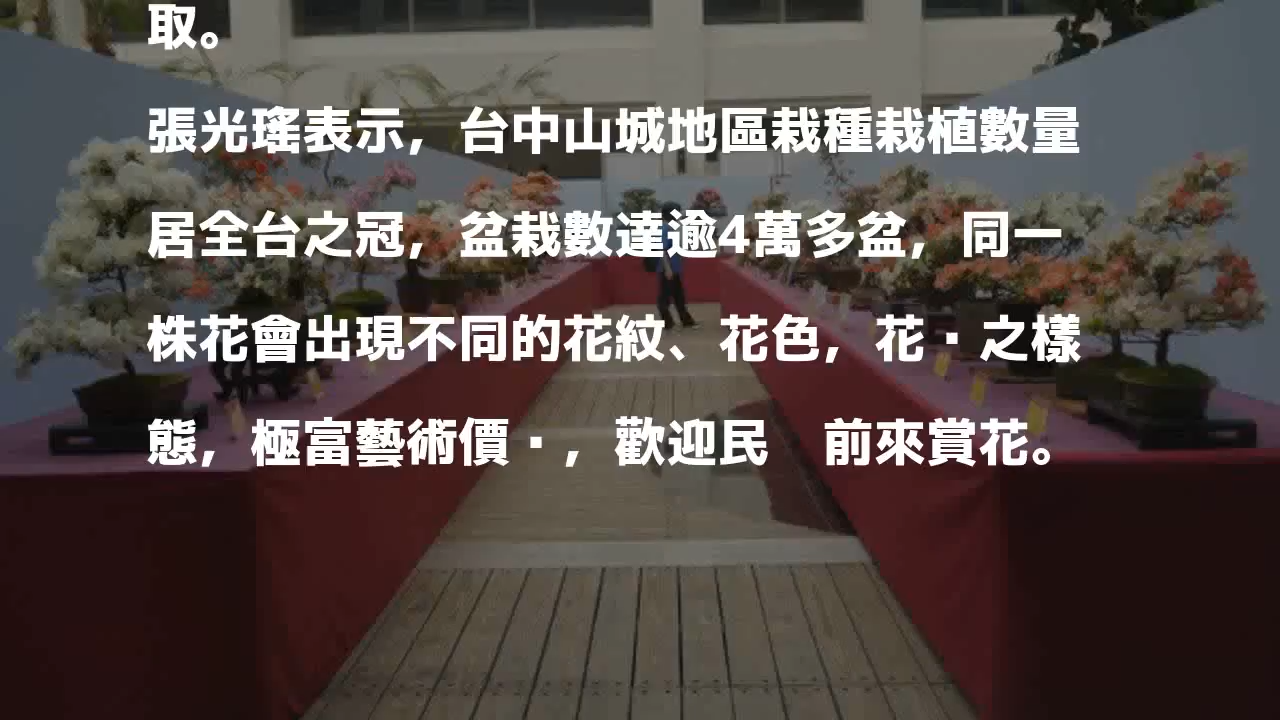 取。
張光瑤表示，台中山城地區栽種栽植數量
居全台之冠，盆栽數達逾4萬多盆，同一
株花會出現不同的花紋、花色，花▪之樣
態，極富藝術價▪，歡迎民　前來賞花。